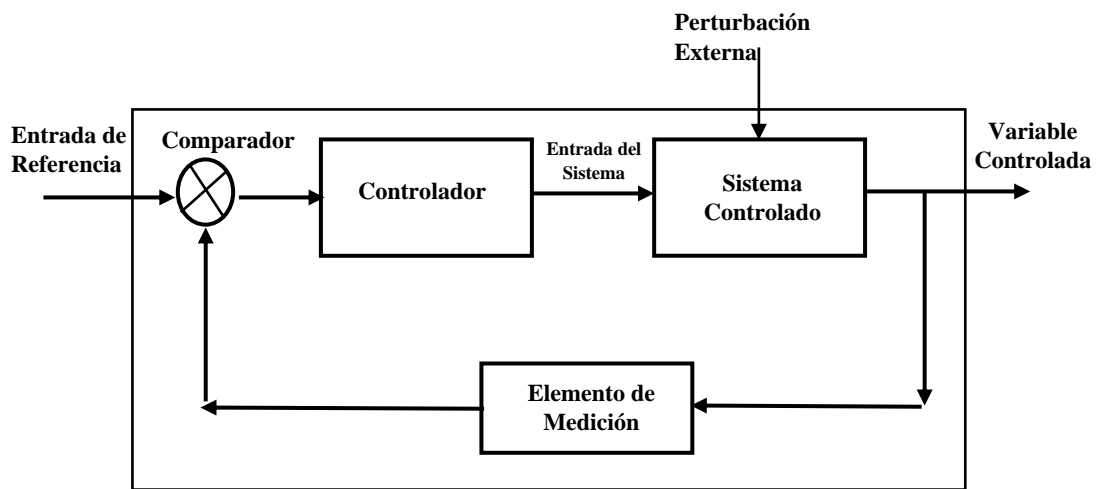 Perturbación
Externa
Entrada de
Referencia
Comparador
Controlador
Entrada del
Sistema
Sistema
Controlado
Variable
Controlada
Elemento de
Medición